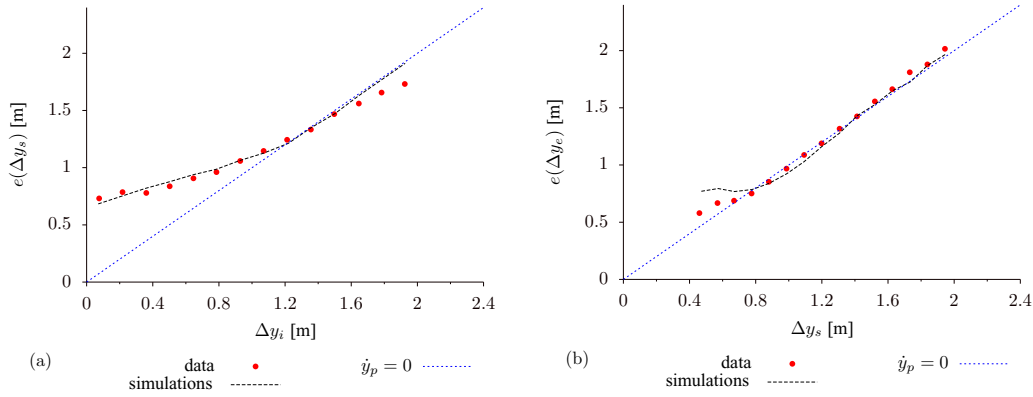 2
1.5
1
0.5
0
e(Δy_s) [m]
0 0.4 0.8 1.2 1.6 2 2.4
Δy_i [m]
(a)
data
simulations
ẏ_p = 0
2
1.5
1
0.5
0
e(Δy_e) [m]
0 0.4 0.8 1.2 1.6 2 2.4
Δy_s [m]
(b)
data
simulations
ẏ_p = 0